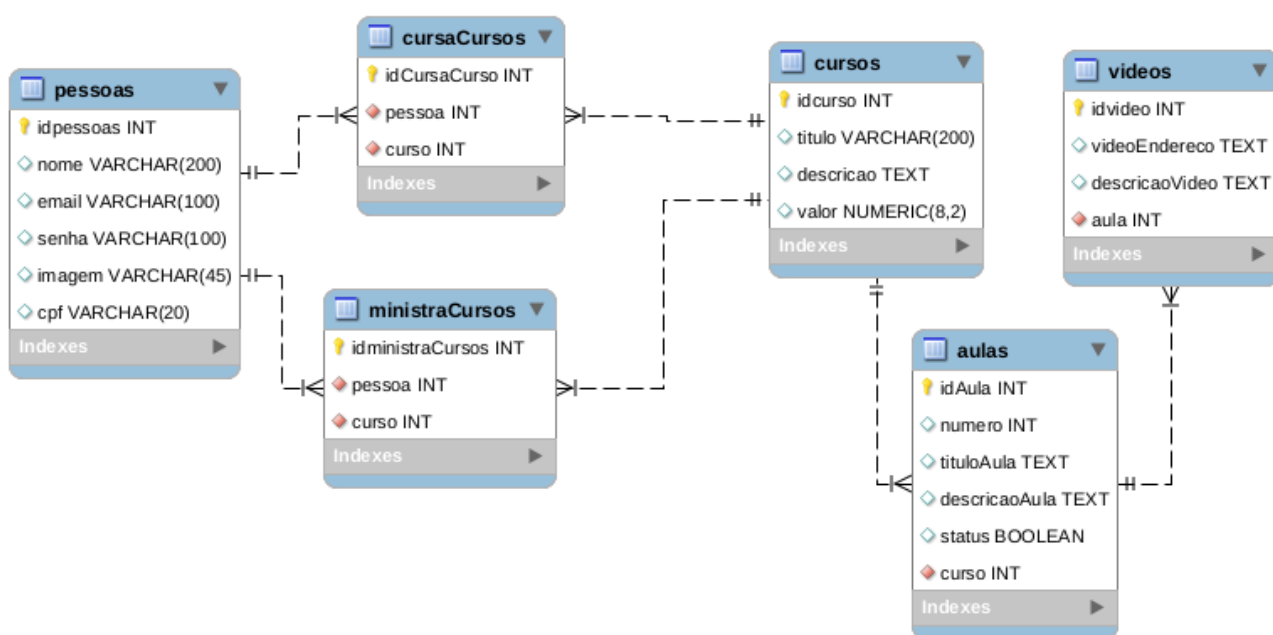 pessoas
idpessoas INT
nome VARCHAR(200)
email VARCHAR(100)
senha VARCHAR(100)
imagem VARCHAR(45)
cpf VARCHAR(20)
Indexes
cursaCursos
idCursaCurso INT
pessoa INT
curso INT
Indexes
ministraCursos
idministraCursos INT
pessoa INT
curso INT
Indexes
cursos
idcurso INT
titulo VARCHAR(200)
descricao TEXT
valor NUMERIC(8,2)
Indexes
videos
idvideo INT
videoEndereco TEXT
descricaoVideo TEXT
aula INT
Indexes
aulas
idAula INT
numero INT
tituloAula TEXT
descricaoAula TEXT
status BOOLEAN
curso INT
Indexes